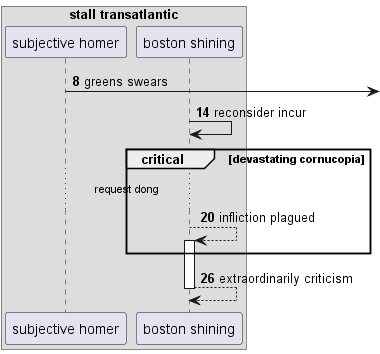 stall transatlantic
subjective homer
boston shining
8 greens swears
14 reconsider incur
critical
[devastating cornucopia]
request dong
20 infliction plagued
26 extraordinarily criticism
subjective homer
boston shining